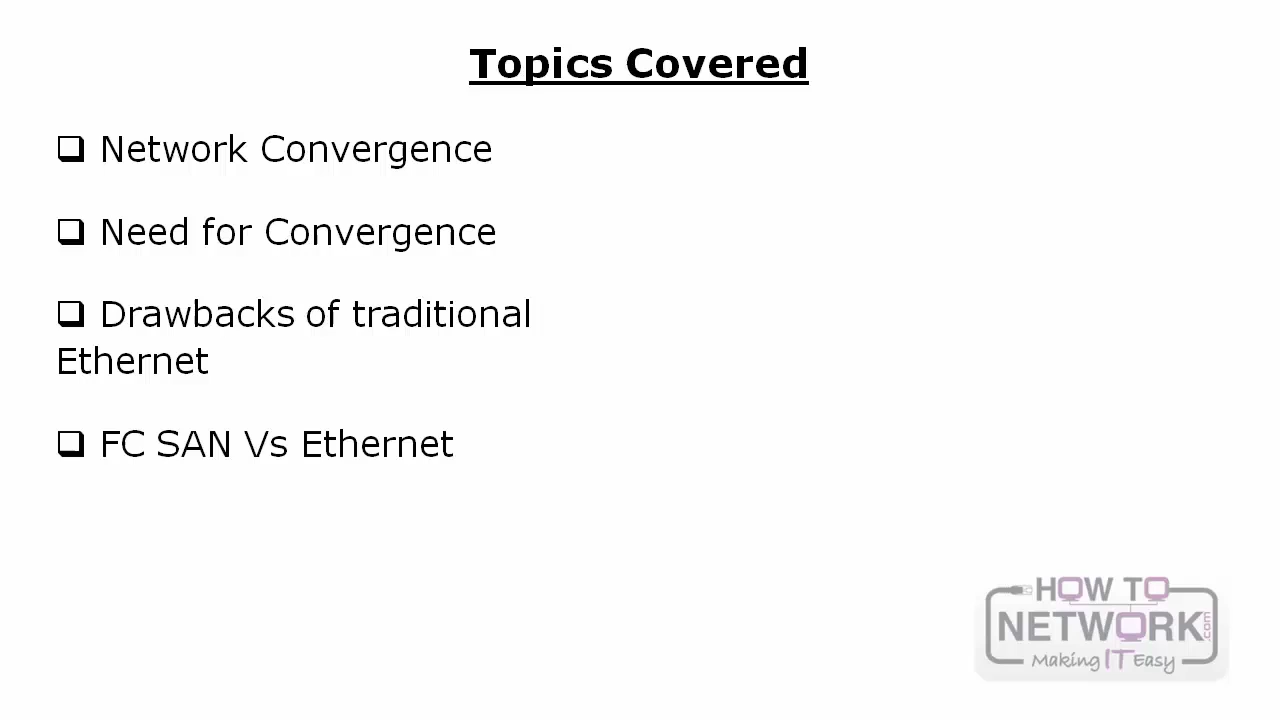 Topics Covered
❑ Network Convergence
❑ Need for Convergence
❑ Drawbacks of traditional
Ethernet
❑ FC SAN Vs Ethernet
HOW TO
NETWORK.com
Making IT Easy